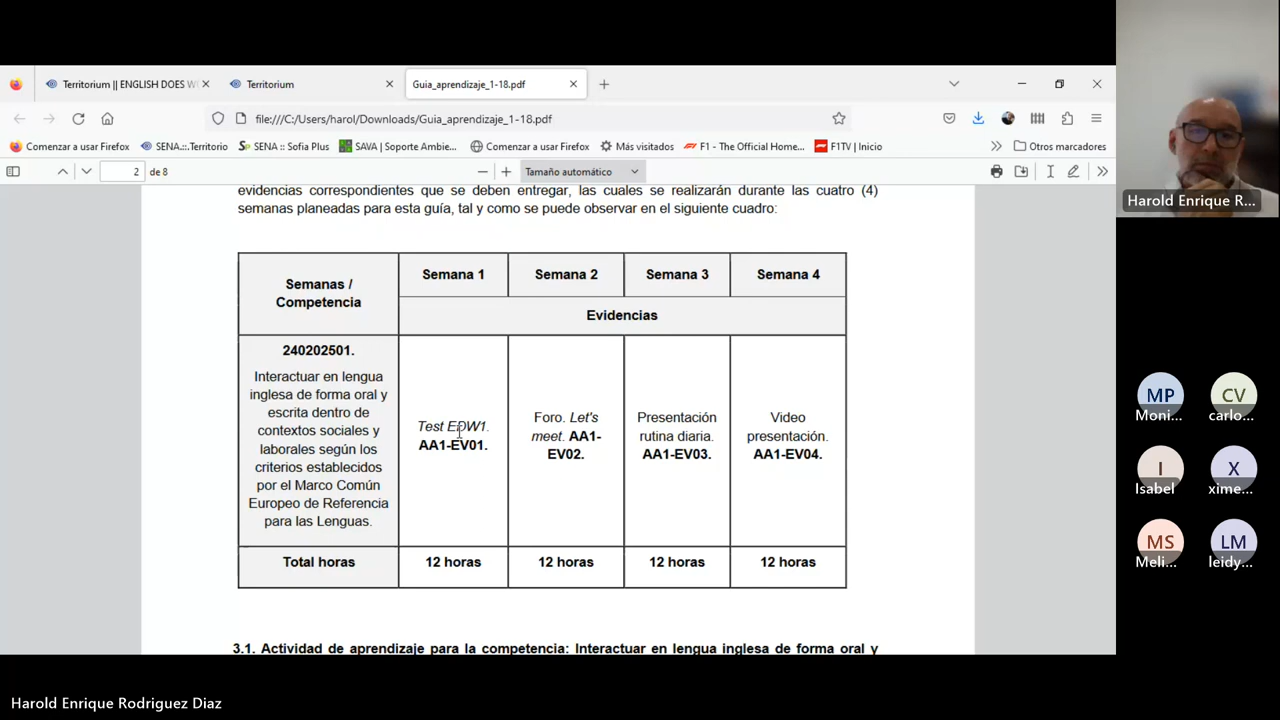 Territorium || ENGLISH DOES W
Territorium
Guia_aprendizaje_1-18.pdf
file:///C:/Users/harol/Downloads/Guia_aprendizaje_1-18.pdf
Comenzar a usar Firefox
SENA.::.Territorio
SENA :: Sofia Plus
SAVA | Soporte Ambie...
Comenzar a usar Firefox
Más visitados
F1 - The Official Home...
F1TV | Inicio
Otros marcadores
2 de 8
Tamaño automático
evidencias correspondientes que se deben entregar, las cuales se realizarán durante las cuatro (4)
semanas planeadas para esta guía, tal y como se puede observar en el siguiente cuadro:
Semanas /
Competencia
Semana 1
Semana 2
Semana 3
Semana 4
Evidencias
240202501.
Interactuar en lengua
inglesa de forma oral y
escrita dentro de
contextos sociales y
laborales según los
criterios establecidos
por el Marco Común
Europeo de Referencia
para las Lenguas.
Test EDW1.
AA1-EV01.
Foro. Let's
meet. AA1-
EV02.
Presentación
rutina diaria.
AA1-EV03.
Video
presentación.
AA1-EV04.
Total horas
12 horas
12 horas
12 horas
12 horas
3.1. Actividad de aprendizaje para la competencia: Interactuar en lengua inglesa de forma oral y
Harold Enrique R...
MP
Moni...
CV
carlo...
I
Isabel
X
xime...
MS
Meli...
LM
leidy...
Harold Enrique Rodriguez Diaz